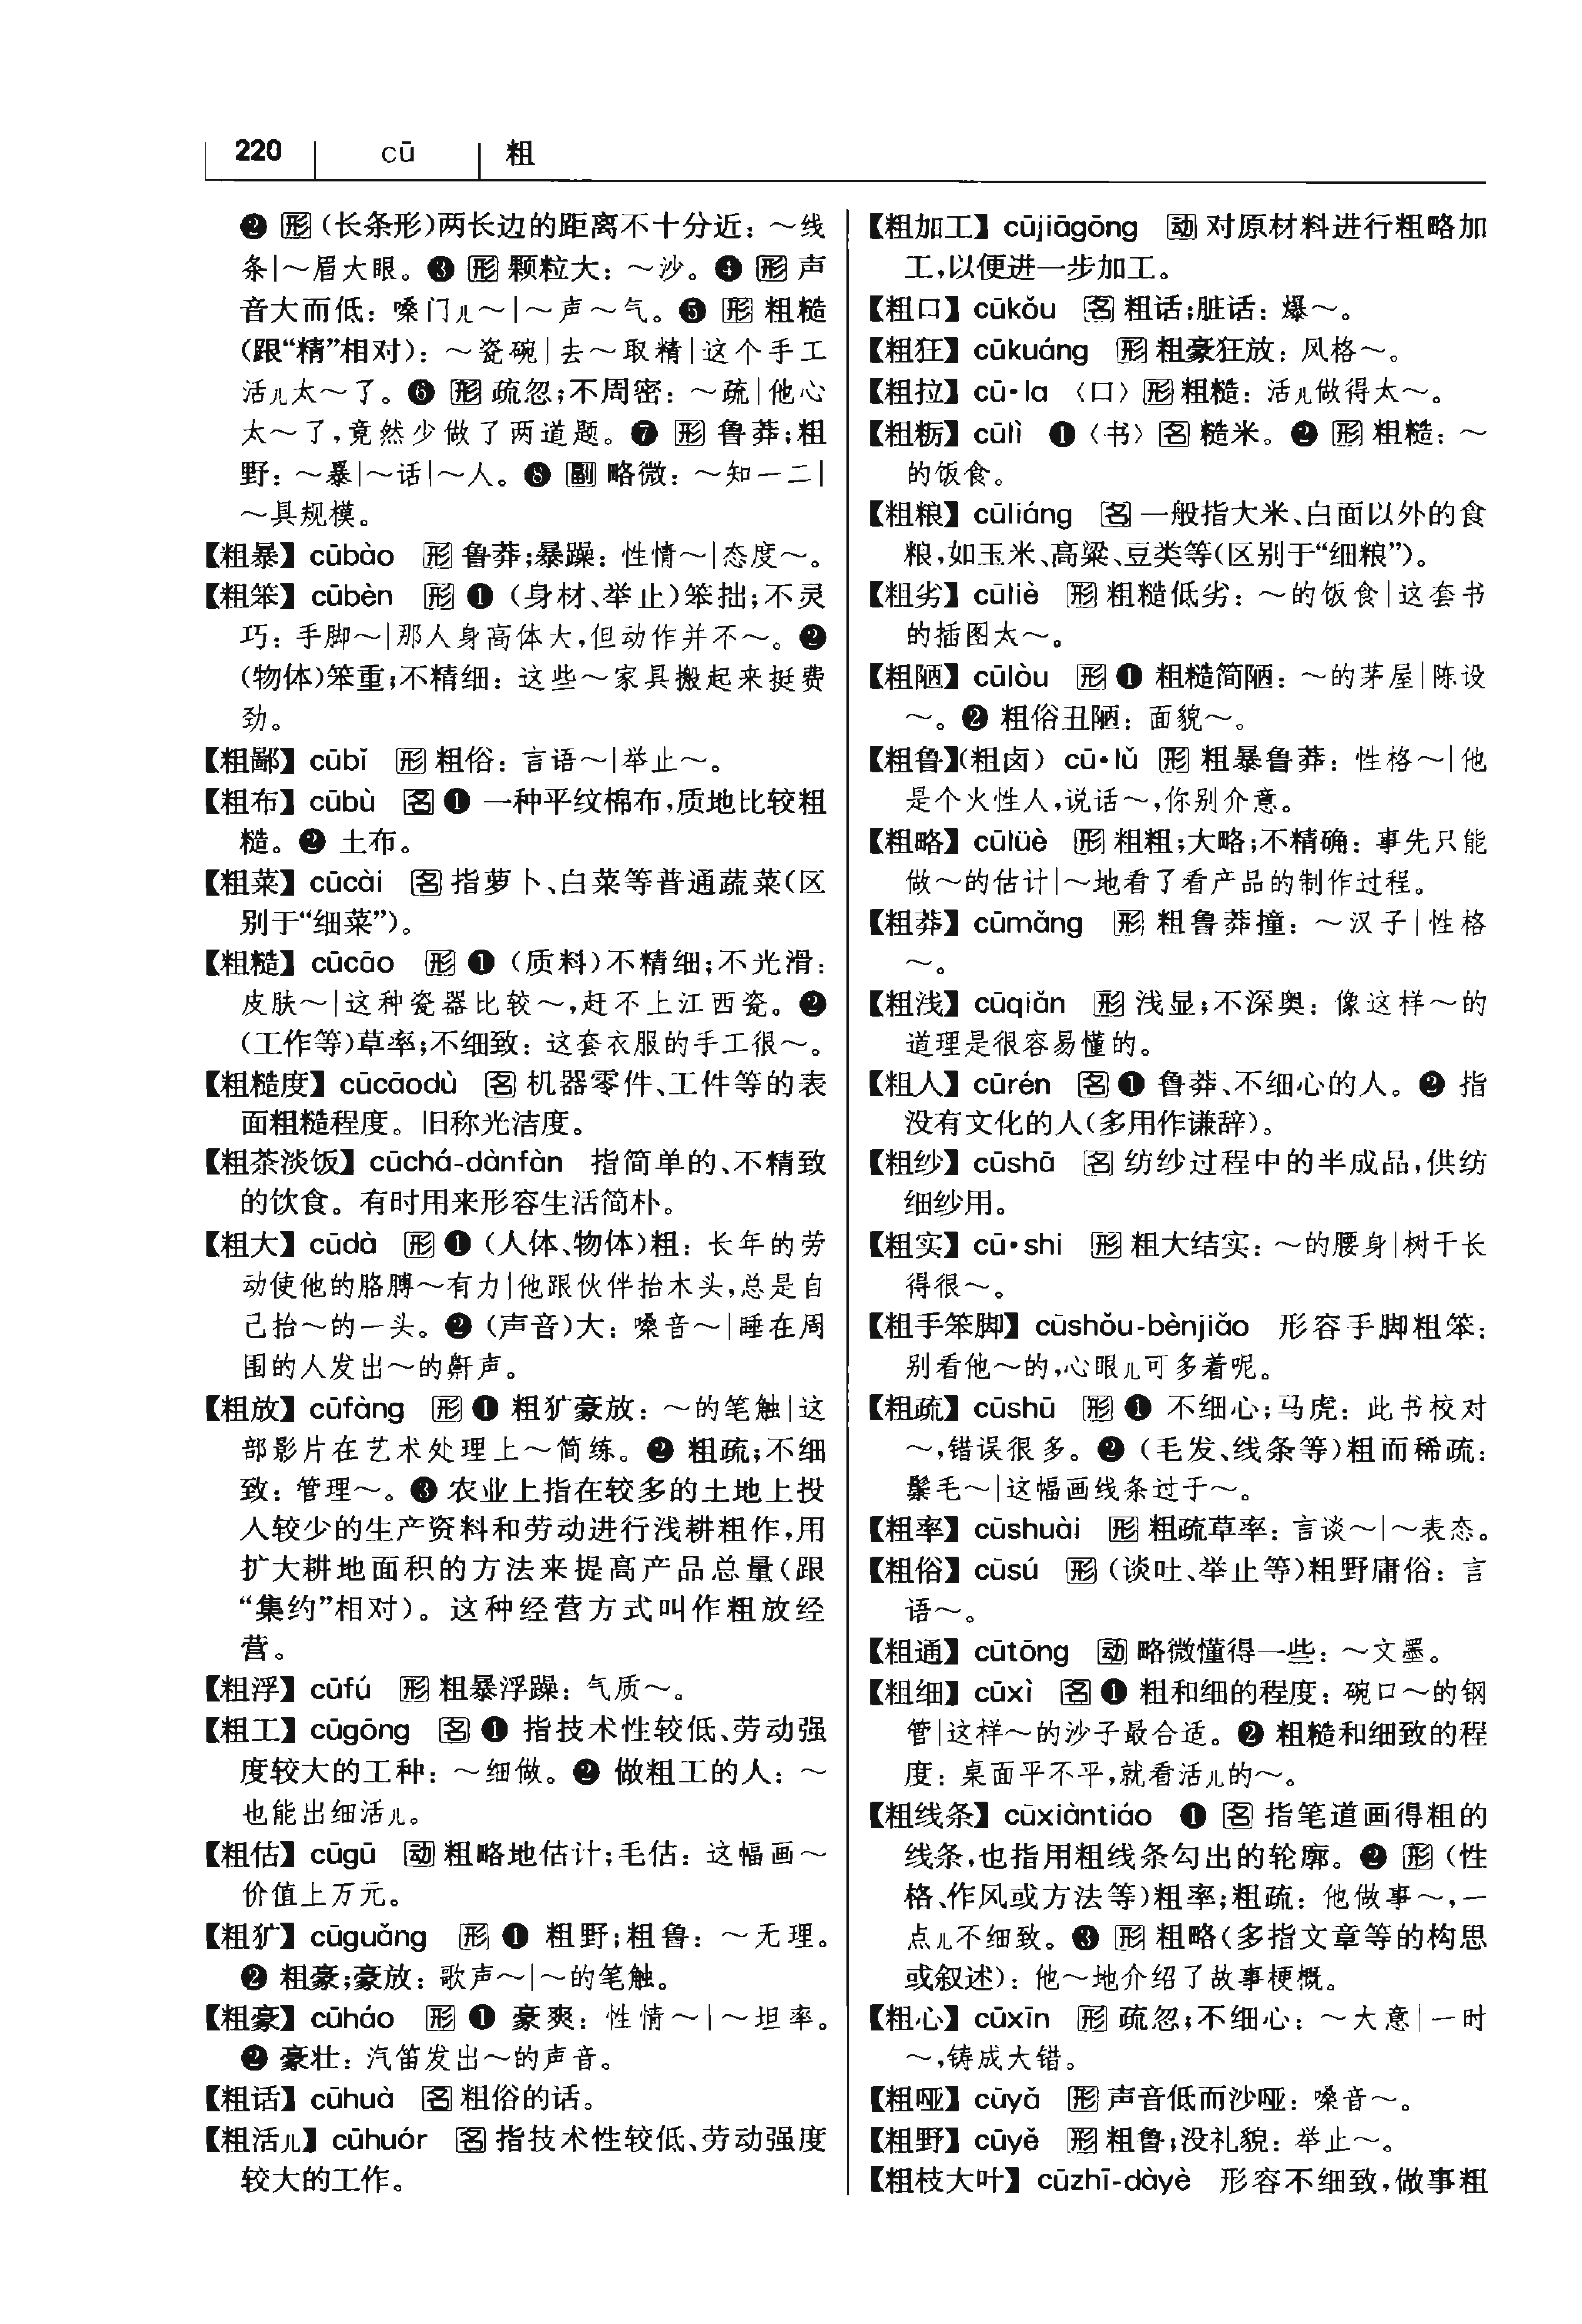 220 cū 粗
❷ 形 (长条形)两长边的距离不十分近：～线
条|～眉大眼。❸ 形 颗粒大：～沙。❹ 形 声
音大而低：嗓门儿～|～声～气。❺ 形 粗糙
(跟“精”相对)：～瓷碗|去～取精|这个手工
活儿太～了。❻ 形 疏忽;不周密：～疏|他心
太～了,竟然少做了两道题。❼ 形 鲁莽;粗
野：～暴|～话|～人。❽ 副 略微：～知一二|
～具规模。
【粗暴】cūbào 形 鲁莽;暴躁：性情～|态度～。
【粗笨】cūbèn 形 ❶ (身材、举止)笨拙;不灵
巧：手脚～|那人身高体大,但动作并不～。❷
(物体)笨重;不精细：这些～家具搬起来挺费
劲。
【粗鄙】cūbǐ 形 粗俗：言语～|举止～。
【粗布】cūbù 名 ❶ 一种平纹棉布,质地比较粗
糙。❷ 土布。
【粗菜】cūcài 名 指萝卜、白菜等普通蔬菜(区
别于“细菜”)。
【粗糙】cūcāo 形 ❶ (质料)不精细;不光滑：
皮肤～|这种瓷器比较～,赶不上江西瓷。❷
(工作等)草率;不细致：这套衣服的手工很～。
【粗糙度】cūcāodù 名 机器零件、工件等的表
面粗糙程度。旧称光洁度。
【粗茶淡饭】cūchá-dànfàn 指简单的、不精致
的饮食。有时用来形容生活简朴。
【粗大】cūdà 形 ❶ (人体、物体)粗：长年的劳
动使他的胳膊～有力|他跟伙伴抬木头,总是自
己抬～的一头。❷ (声音)大：嗓音～|睡在周
围的人发出～的鼾声。
【粗放】cūfàng 形 ❶ 粗犷豪放：～的笔触|这
部影片在艺术处理上～简练。❷ 粗疏;不细
致：管理～。❸ 农业上指在较多的土地上投
入较少的生产资料和劳动进行浅耕粗作,用
扩大耕地面积的方法来提高产品总量(跟
“集约”相对)。这种经营方式叫作粗放经
营。
【粗浮】cūfú 形 粗暴浮躁：气质～。
【粗工】cūgōng 名 ❶ 指技术性较低、劳动强
度较大的工种：～细做。❷ 做粗工的人：～
也能出细活儿。
【粗估】cūgū 动 粗略地估计;毛估：这幅画～
价值上万元。
【粗犷】cūguǎng 形 ❶ 粗野;粗鲁：～无理。
❷ 粗豪;豪放：歌声～|～的笔触。
【粗豪】cūháo 形 ❶ 豪爽：性情～|～坦率。
❷ 豪壮：汽笛发出～的声音。
【粗话】cūhuà 名 粗俗的话。
【粗活儿】cūhuór 名 指技术性较低、劳动强度
较大的工作。
【粗加工】cūjiāgōng 动 对原材料进行粗略加
工,以便进一步加工。
【粗口】cūkǒu 名 粗话;脏话：爆～。
【粗狂】cūkuáng 形 粗豪狂放：风格～。
【粗拉】cū•la 〈口〉形 粗糙：活儿做得太～。
【粗粝】cūlì ❶〈书〉名 糙米。❷ 形 粗糙：～
的饭食。
【粗粮】cūliáng 名 一般指大米、白面以外的食
粮,如玉米、高粱、豆类等(区别于“细粮”)。
【粗劣】cūliè 形 粗糙低劣：～的饭食|这套书
的插图太～。
【粗陋】cūlòu 形 ❶ 粗糙简陋：～的茅屋|陈设
～。❷ 粗俗丑陋：面貌～。
【粗鲁】(粗卤) cū•lǔ 形 粗暴鲁莽：性格～|他
是个火性人,说话～,你别介意。
【粗略】cūlüè 形 粗粗;大略;不精确：事先只能
做～的估计|～地看了看产品的制作过程。
【粗莽】cūmǎng 形 粗鲁莽撞：～汉子|性格
～。
【粗浅】cūqiǎn 形 浅显;不深奥：像这样～的
道理是很容易懂的。
【粗人】cūrén 名 ❶ 鲁莽、不细心的人。❷ 指
没有文化的人(多用作谦辞)。
【粗纱】cūshā 名 纺纱过程中的半成品,供纺
细纱用。
【粗实】cū•shi 形 粗大结实：～的腰身|树干长
得很～。
【粗手笨脚】cūshǒu-bènjiǎo 形容手脚粗笨：
别看他～的,心眼儿可多着呢。
【粗疏】cūshū 形 ❶ 不细心;马虎：此书校对
～,错误很多。❷ (毛发、线条等)粗而稀疏：
鬃毛～|这幅画线条过于～。
【粗率】cūshuài 形 粗疏草率：言谈～|～表态。
【粗俗】cūsú 形 (谈吐、举止等)粗野庸俗：言
语～。
【粗通】cūtōng 动 略微懂得一些：～文墨。
【粗细】cūxì 名 ❶ 粗和细的程度：碗口～的钢
管|这样～的沙子最合适。❷ 粗糙和细致的程
度：桌面平不平,就看活儿的～。
【粗线条】cūxiàntiáo ❶ 名 指笔道画得粗的
线条,也指用粗线条勾出的轮廓。❷ 形 (性
格、作风或方法等)粗率;粗疏：他做事～,一
点儿不细致。❸ 形 粗略(多指文章等的构思
或叙述)：他～地介绍了故事梗概。
【粗心】cūxīn 形 疏忽;不细心：～大意|一时
～,铸成大错。
【粗哑】cūyǎ 形 声音低而沙哑：嗓音～。
【粗野】cūyě 形 粗鲁;没礼貌：举止～。
【粗枝大叶】cūzhī-dàyè 形容不细致,做事粗